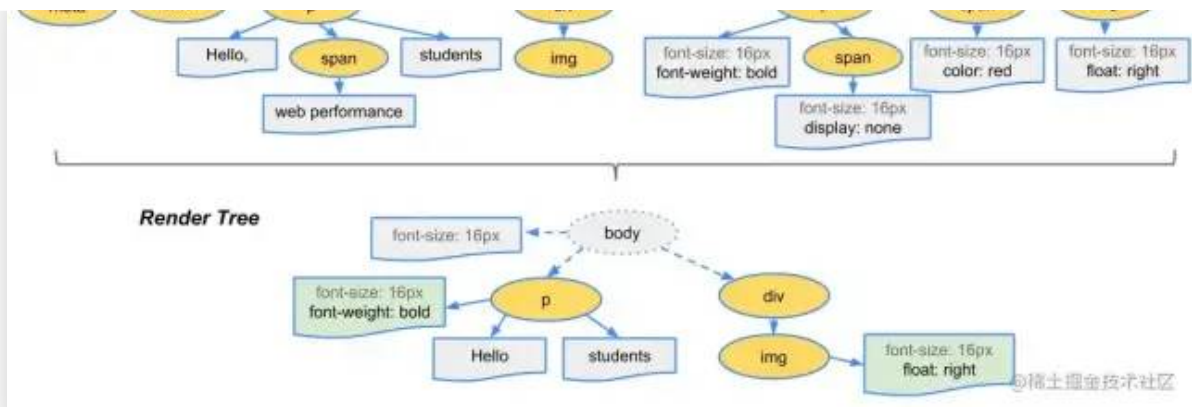 Hello,
span
students
img
web performance
font-size: 16px
font-weight: bold
span
font-size: 16px
color: red
font-size: 16px
float: right
font-size: 16px
display: none
Render Tree
font-size: 16px
body
font-size: 16px
font-weight: bold
p
div
Hello
students
img
font-size: 16px
float: right
@稀土掘金技术社区